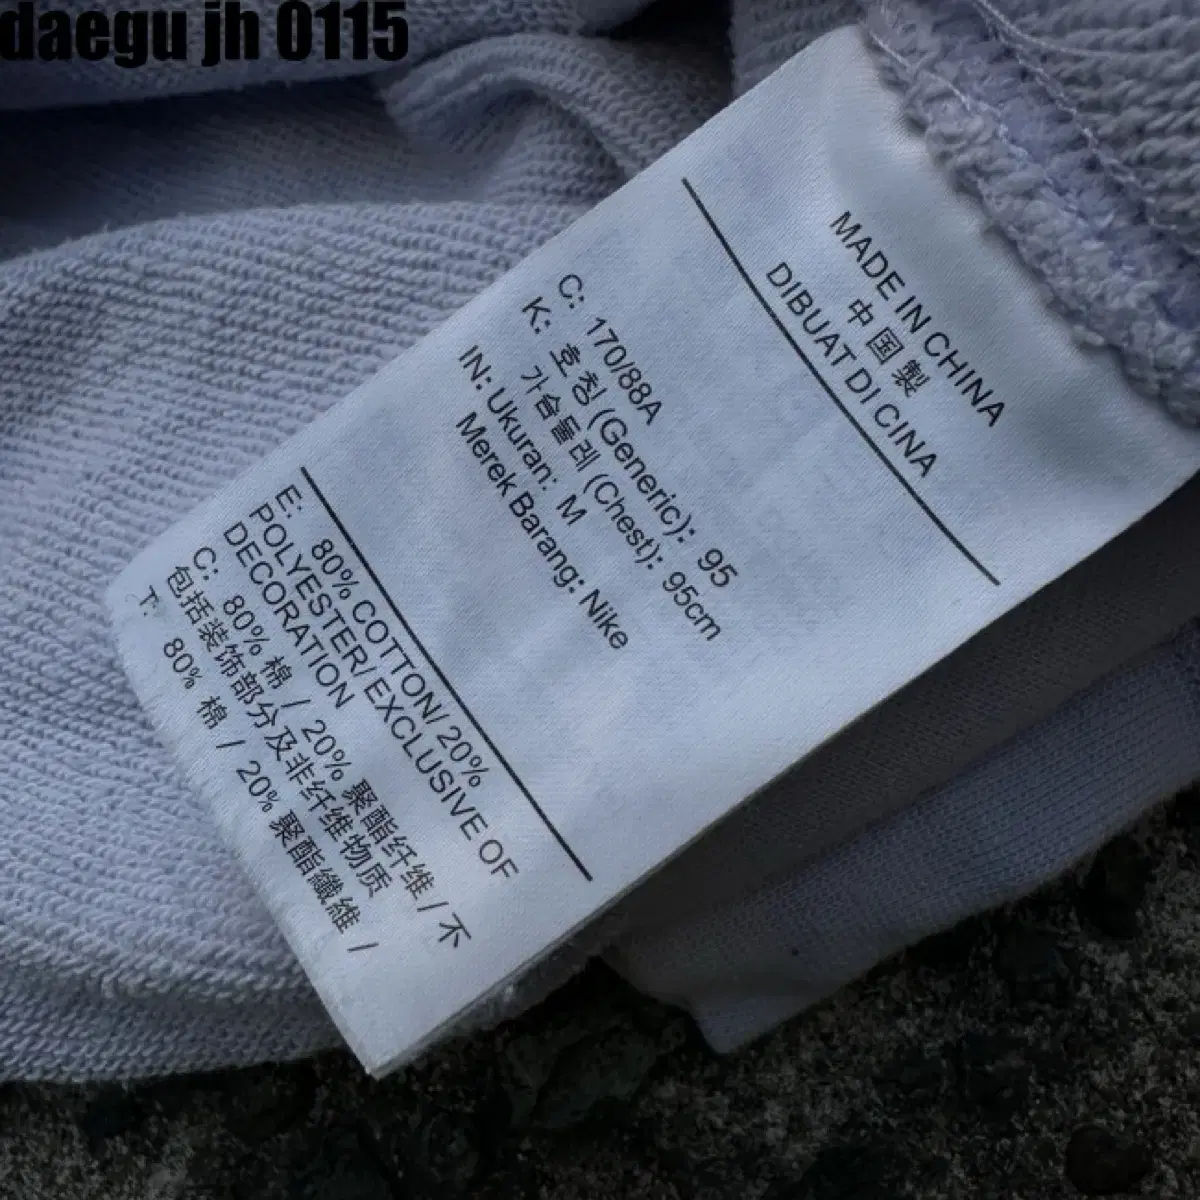 daegu jh 0115
MADE IN CHINA
中国製
DIBUAT DI CINA
C: 170/88A
K: 호칭 (Generic): 95
가슴둘레 (Chest): 95cm
IN: Ukuran: M
Merek Barang: Nike
E: 80% COTTON/ 20%
POLYESTER/ EXCLUSIVE OF
DECORATION
C: 80% 棉 / 20% 聚酯纤维 / 不
包括装饰部分及非纤维物质
T: 80% 棉 / 20% 聚酯纖維 /